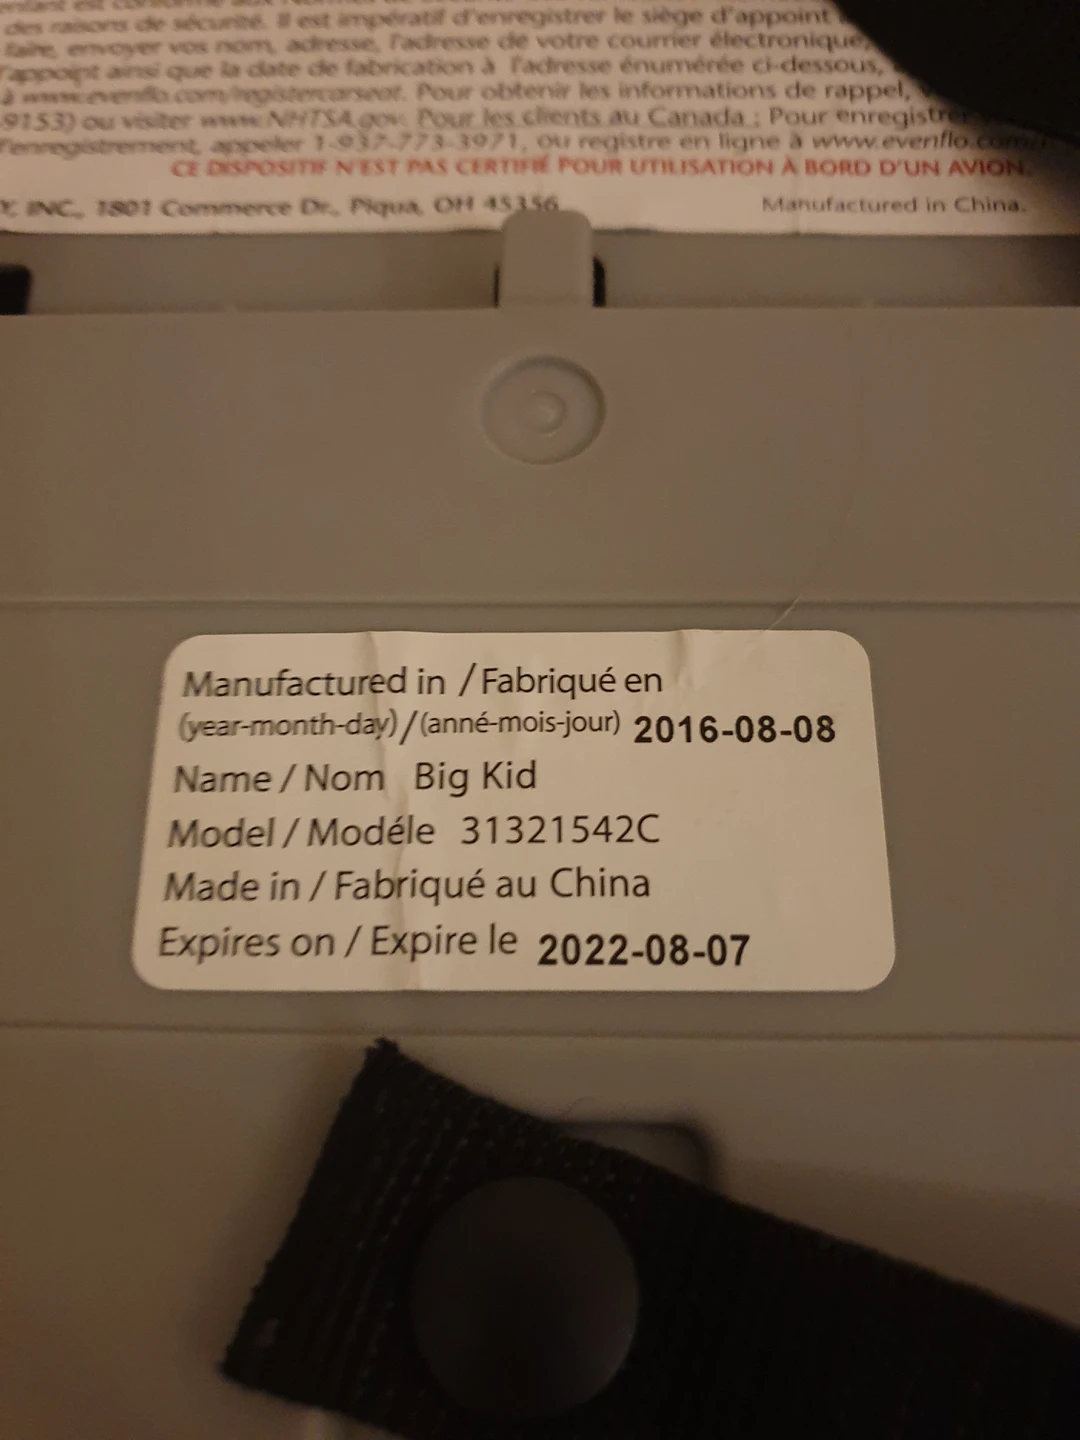 des raisons de sécurité. Il est impératif d'enregistrer le siège d'appoint
faire, envoyer vos nom, adresse, l'adresse de votre courrier électronique,
l'appoint ainsi que la date de fabrication à l'adresse énumérée ci-dessous,
à www.evenflo.com/registercarseat. Pour obtenir les informations de rappel,
-9153) ou visiter www.NHTSA.gov. Pour les clients au Canada : Pour enregistrer
l'enregistrement, appeler 1-937-773-3971, ou registre en ligne à www.evenflo.com/
CE DISPOSITIF N'EST PAS CERTIFIÉ POUR UTILISATION À BORD D'UN AVION.
Y, INC., 1801 Commerce Dr., Piqua, OH 45356 Manufactured in China.
Manufactured in / Fabriqué en
(year-month-day) / (anné-mois-jour) 2016-08-08
Name / Nom Big Kid
Model / Modéle 31321542C
Made in / Fabriqué au China
Expires on / Expire le 2022-08-07